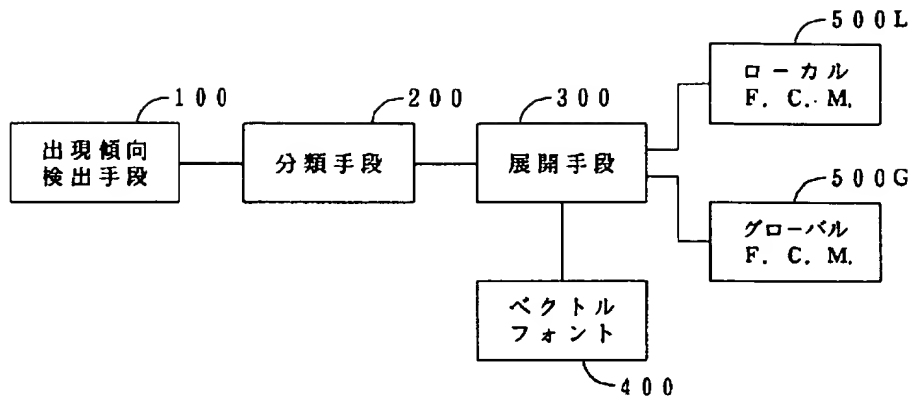 500L
ローカル
F. C. M.
100
200
300
出現傾向
検出手段
分類手段
展開手段
500G
グローバル
F. C. M.
ベクトル
フォント
400